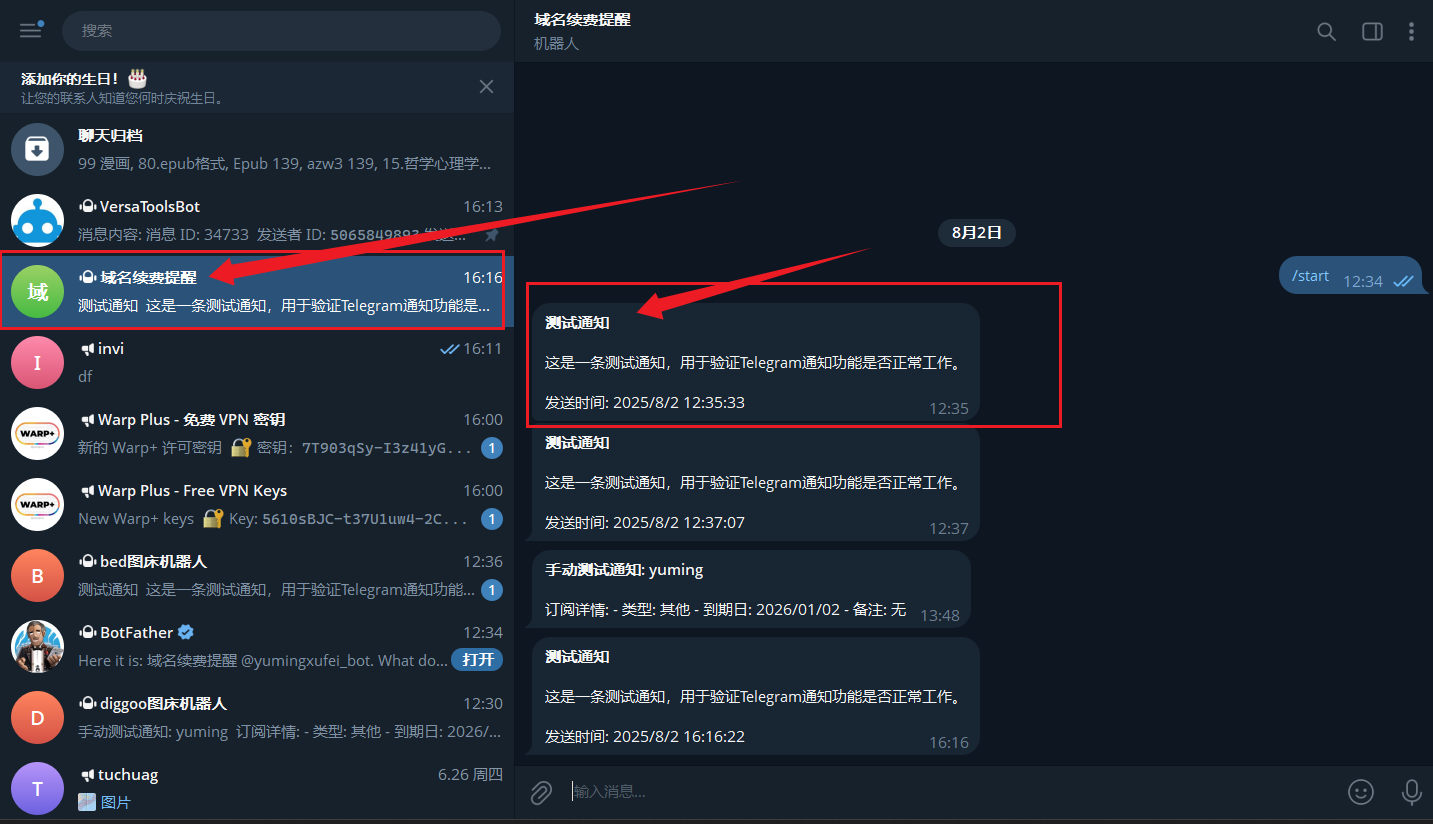 搜索
添加你的生日！
让您的联系人知道您何时庆祝生日。
聊天归档
99 漫画, 80.epub格式, Epub 139, azw3 139, 15.哲学心理学...
VersaToolsBot 16:13
消息内容: 消息 ID: 34733 发送者 ID: 5065849893
域
域名续费提醒 16:16
测试通知 这是一条测试通知，用于验证Telegram通知功能是...
I
invi 16:11
df
WARP+
Warp Plus - 免费 VPN 密钥 16:00
新的 Warp+ 许可密钥 密钥： 7T903qSy-I3z41yG... 1
WARP+
Warp Plus - Free VPN Keys 16:00
New Warp+ keys Key: 5610sBJC-t37U1uw4-2C... 1
B
bed图床机器人 12:36
测试通知 这是一条测试通知，用于验证Telegram通知功能... 1
BotFather 12:34
Here it is: 域名续费提醒 @yumingxufei_bot. What do... 打开
D
diggoo图床机器人 12:30
手动测试通知: yuming 订阅详情: - 类型: 其他 - 到期日: 2026/...
T
tuchuag 6.26 周四
图片
域名续费提醒
机器人
8月2日
/start 12:34
测试通知
这是一条测试通知，用于验证Telegram通知功能是否正常工作。
发送时间: 2025/8/2 12:35:33
12:35
测试通知
这是一条测试通知，用于验证Telegram通知功能是否正常工作。
发送时间: 2025/8/2 12:37:07
12:37
手动测试通知: yuming
订阅详情: - 类型: 其他 - 到期日: 2026/01/02 - 备注: 无 13:48
测试通知
这是一条测试通知，用于验证Telegram通知功能是否正常工作。
发送时间: 2025/8/2 16:16:22
16:16
输入消息...